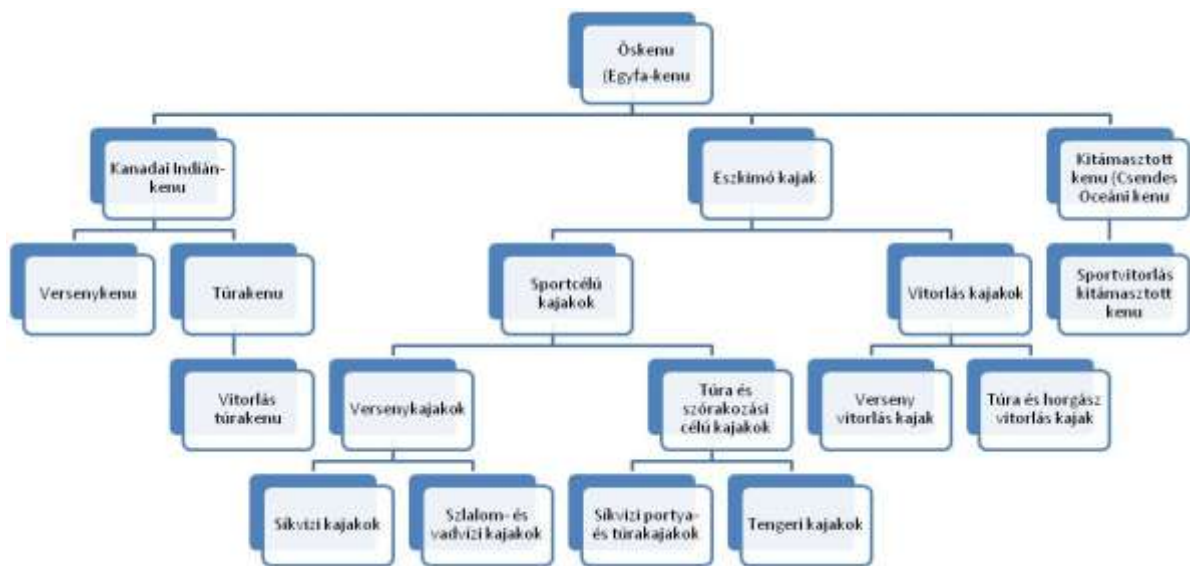 Őskenu
(Egyfa-kenu
Kanadai Indián-
kenu
Eszkimó kajak
Kitámasztott
kenu (Csendes
Oceáni kenu
Versenykenu
Túrakenu
Sportcélú
kajakok
Vitorlás kajakok
Sportvitorlás
kitámasztott
kenu
Vitorlás
túrakenu
Versenykajakok
Túra és
szórakozási
célú kajakok
Verseny
vitorlás kajak
Túra és horgász
vitorlás kajak
Síkvízi kajakok
Szlalom- és
vadvízi kajakok
Síkvízi portya-
és túrakajakok
Tengeri kajakok